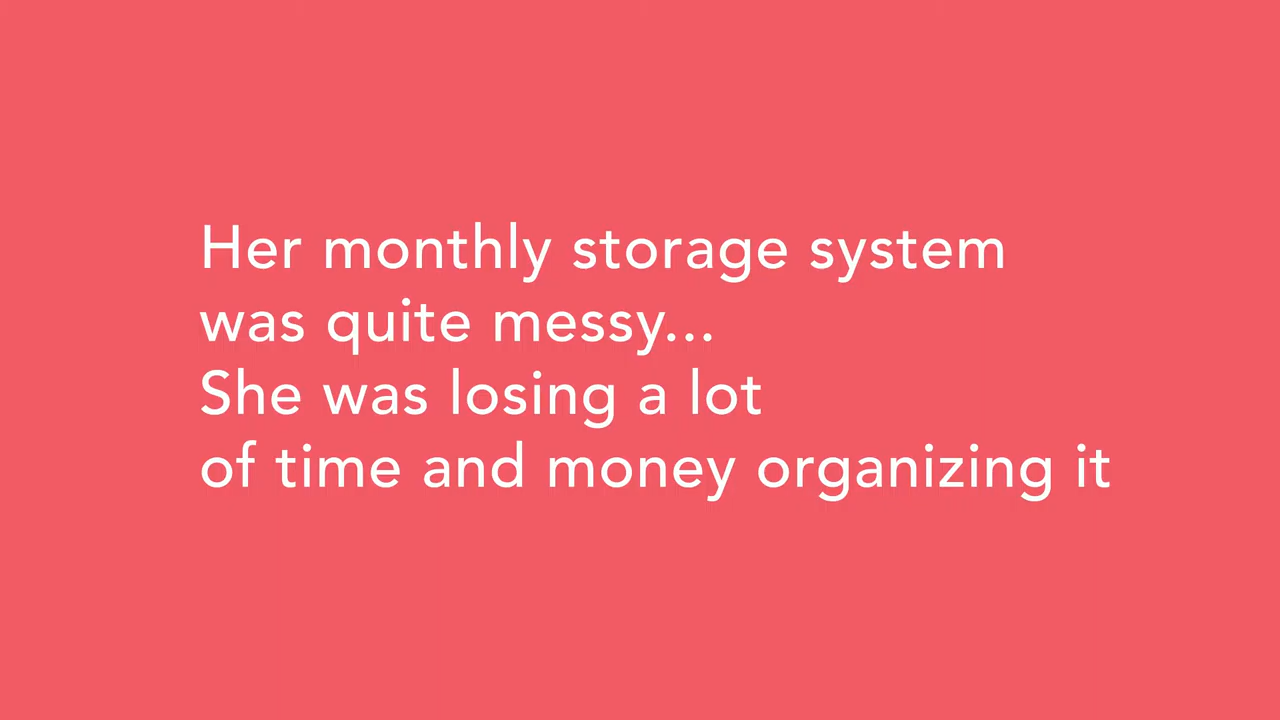 Her monthly storage system
was quite messy...
She was losing a lot
of time and money organizing it